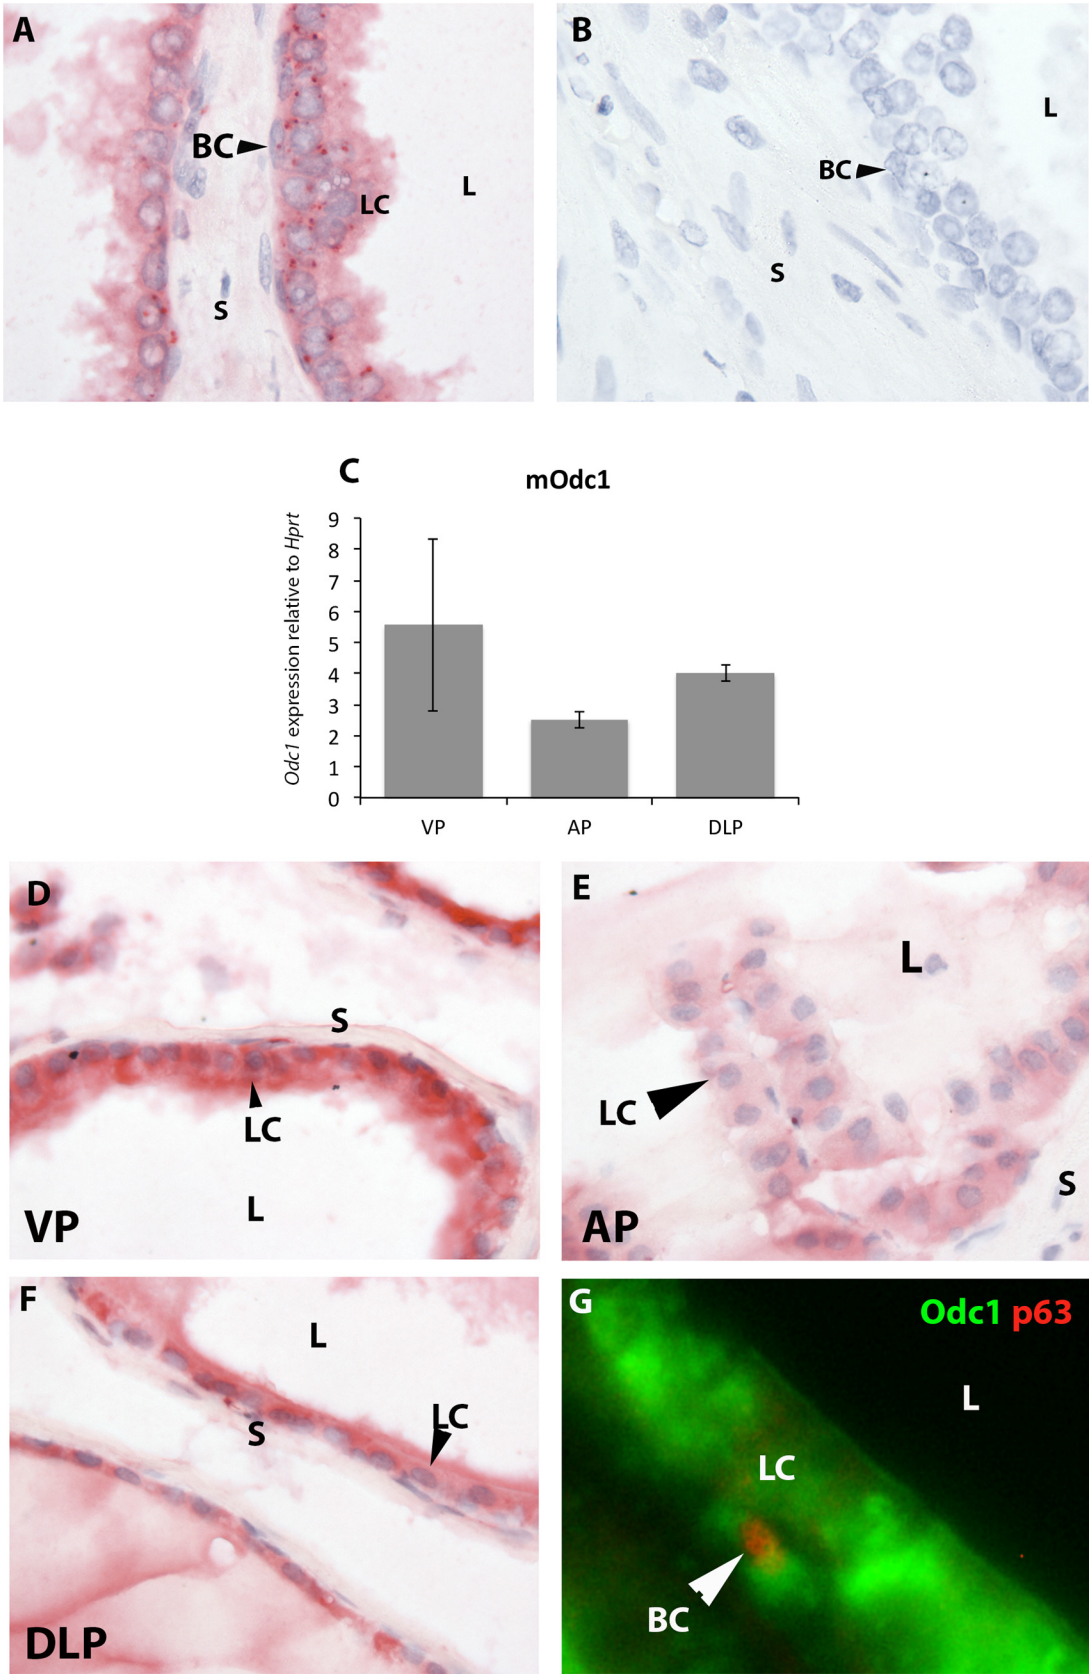 A
BC
LC
L
S
B
L
BC
S
C
mOdc1
Odc1 expression relative to Hprt
9
8
7
6
5
4
3
2
1
0
VP
AP
DLP
D
S
LC
L
VP
E
L
LC
S
AP
F
L
LC
S
DLP
G
Odc1 p63
L
LC
BC